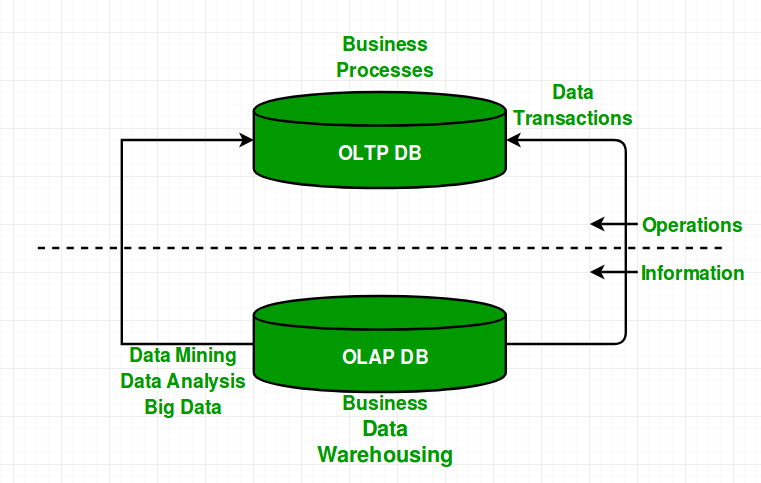 Business
Processes
Data
Transactions
OLTP DB
Operations
Information
OLAP DB
Data Mining
Data Analysis
Big Data
Business
Data
Warehousing